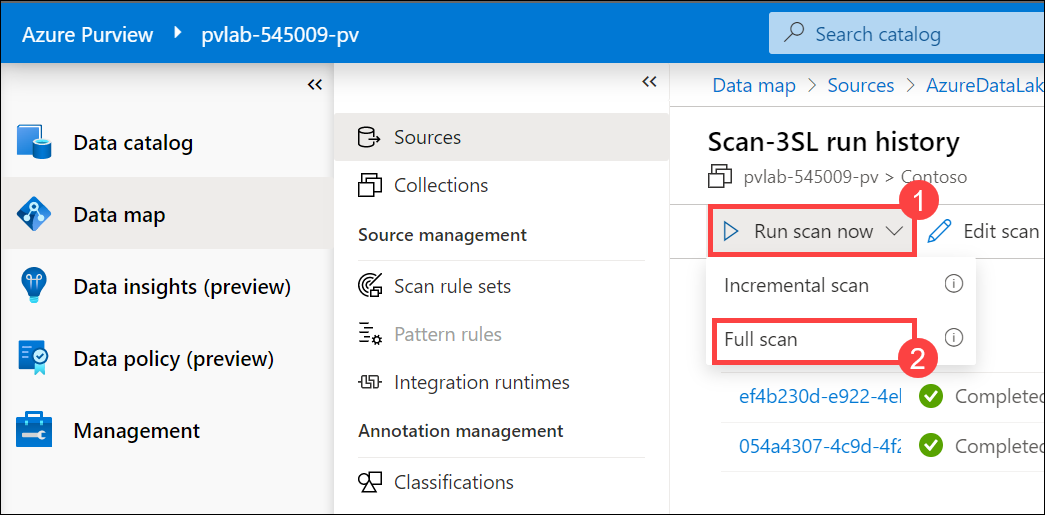 Azure Purview pvlab-545009-pv
Search catalog
Data catalog
Data map
Data insights (preview)
Data policy (preview)
Management
Sources
Collections
Source management
Scan rule sets
Pattern rules
Integration runtimes
Annotation management
Classifications
Data map > Sources > AzureDataLak
Scan-3SL run history
pvlab-545009-pv > Contoso
1
Run scan now Edit scan
Incremental scan
Full scan
2
ef4b230d-e922-4e Completed
054a4307-4c9d-4f2 Completed